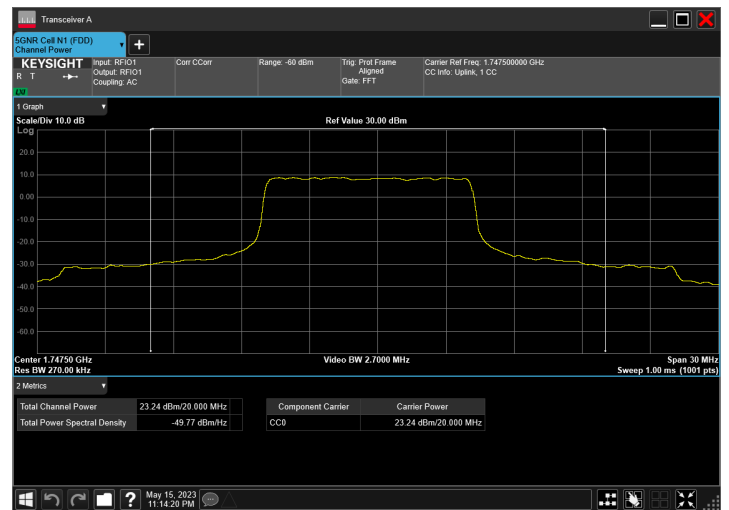 Transceiver A
5GNR Cell N1 (FDD)
Channel Power
KEYSIGHT
R T
LXI
Input: RFIO1
Output: RFIO1
Coupling: AC
Corr CCorr
Range: -60 dBm
Trig: Prot Frame
Aligned
Gate: FFT
Carrier Ref Freq: 1.747500000 GHz
CC Info: Uplink, 1 CC
1 Graph
Scale/Div 10.0 dB
Ref Value 30.00 dBm
Log
20.0
10.0
0.00
-10.0
-20.0
-30.0
-40.0
-50.0
-60.0
Center 1.74750 GHz
Video BW 2.7000 MHz
Span 30 MHz
Res BW 270.00 kHz
Sweep 1.00 ms (1001 pts)
2 Metrics
Total Channel Power 23.24 dBm/20.000 MHz
Total Power Spectral Density -49.77 dBm/Hz
Component Carrier Carrier Power
CC0 23.24 dBm/20.000 MHz
?
May 15, 2023
11:14:20 PM